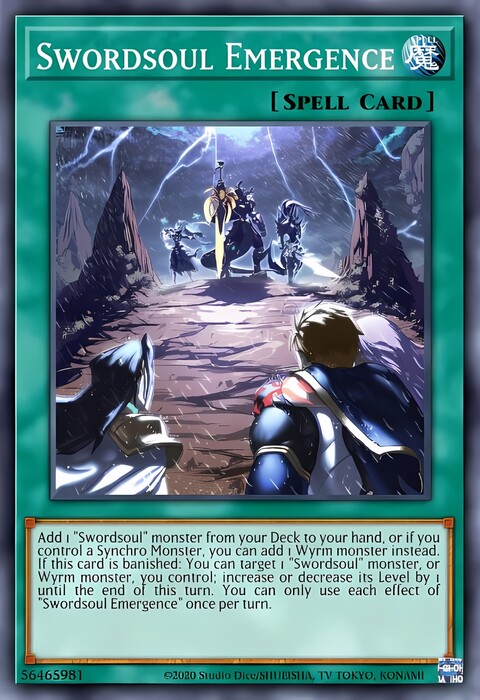 Swordsoul Emergence 魔
[Spell Card]
Add 1 "Swordsoul" monster from your Deck to your hand, or if you
control a Synchro Monster, you can add 1 Wyrm monster instead.
If this card is banished: You can target 1 "Swordsoul" monster, or
Wyrm monster, you control; increase or decrease its Level by 1
until the end of this turn. You can only use each effect of
"Swordsoul Emergence" once per turn.
56465981 ©2020 Studio Dice/SHUEISHA, TV TOKYO, KONAMI